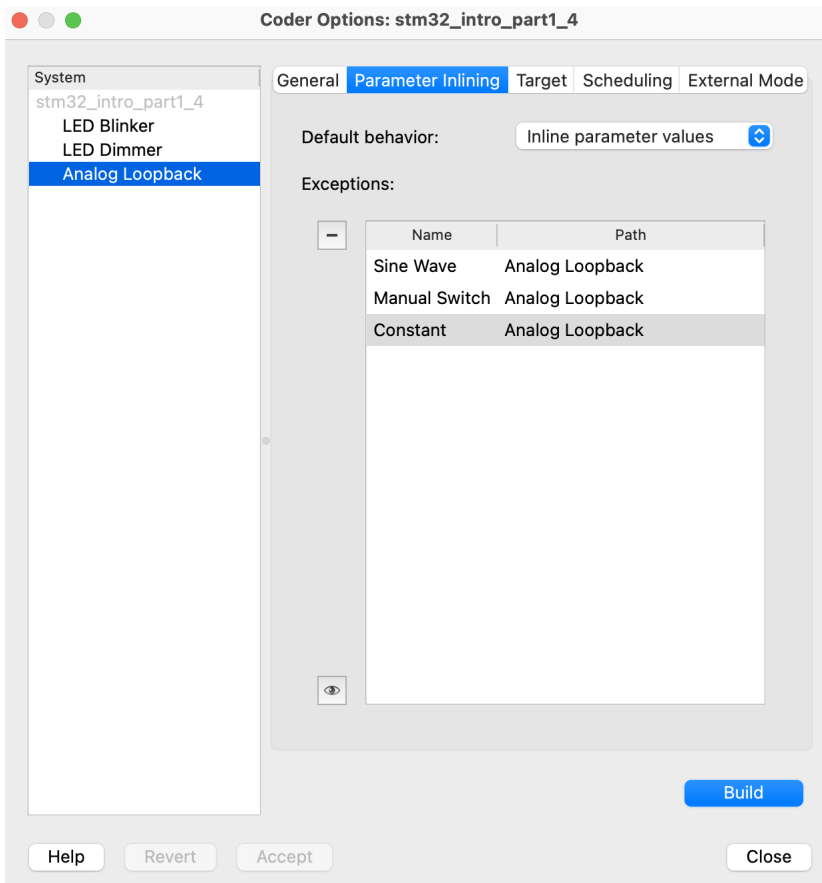 Coder Options: stm32_intro_part1_4
System
stm32_intro_part1_4
LED Blinker
LED Dimmer
Analog Loopback
General Parameter Inlining Target Scheduling External Mode
Default behavior: Inline parameter values
Exceptions:
Name Path
Sine Wave Analog Loopback
Manual Switch Analog Loopback
Constant Analog Loopback
Build
Help Revert Accept Close